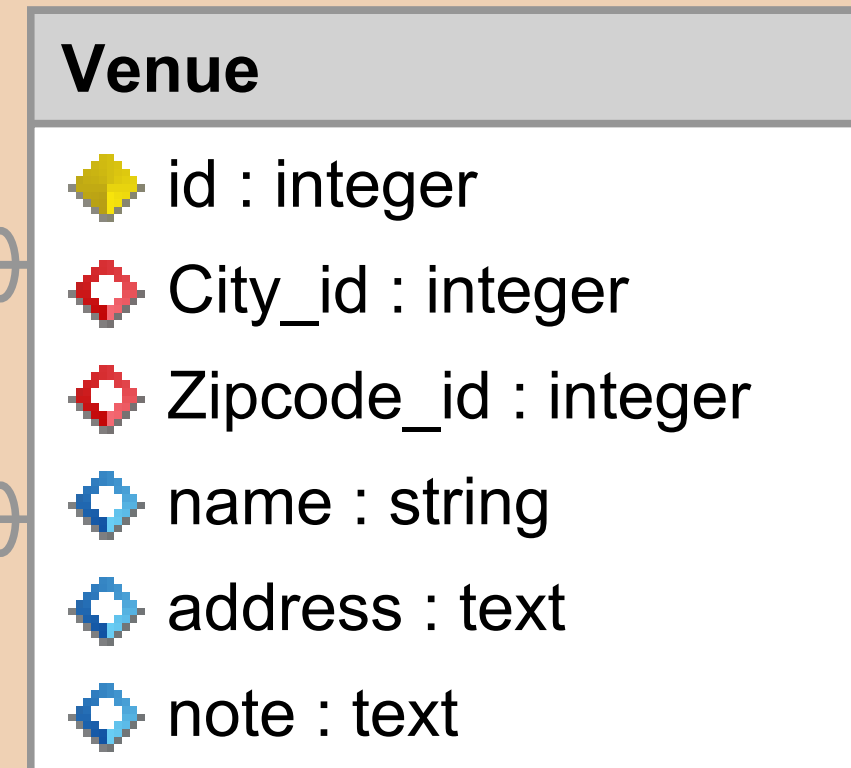 Venue
id : integer
City_id : integer
Zipcode_id : integer
name : string
address : text
note : text